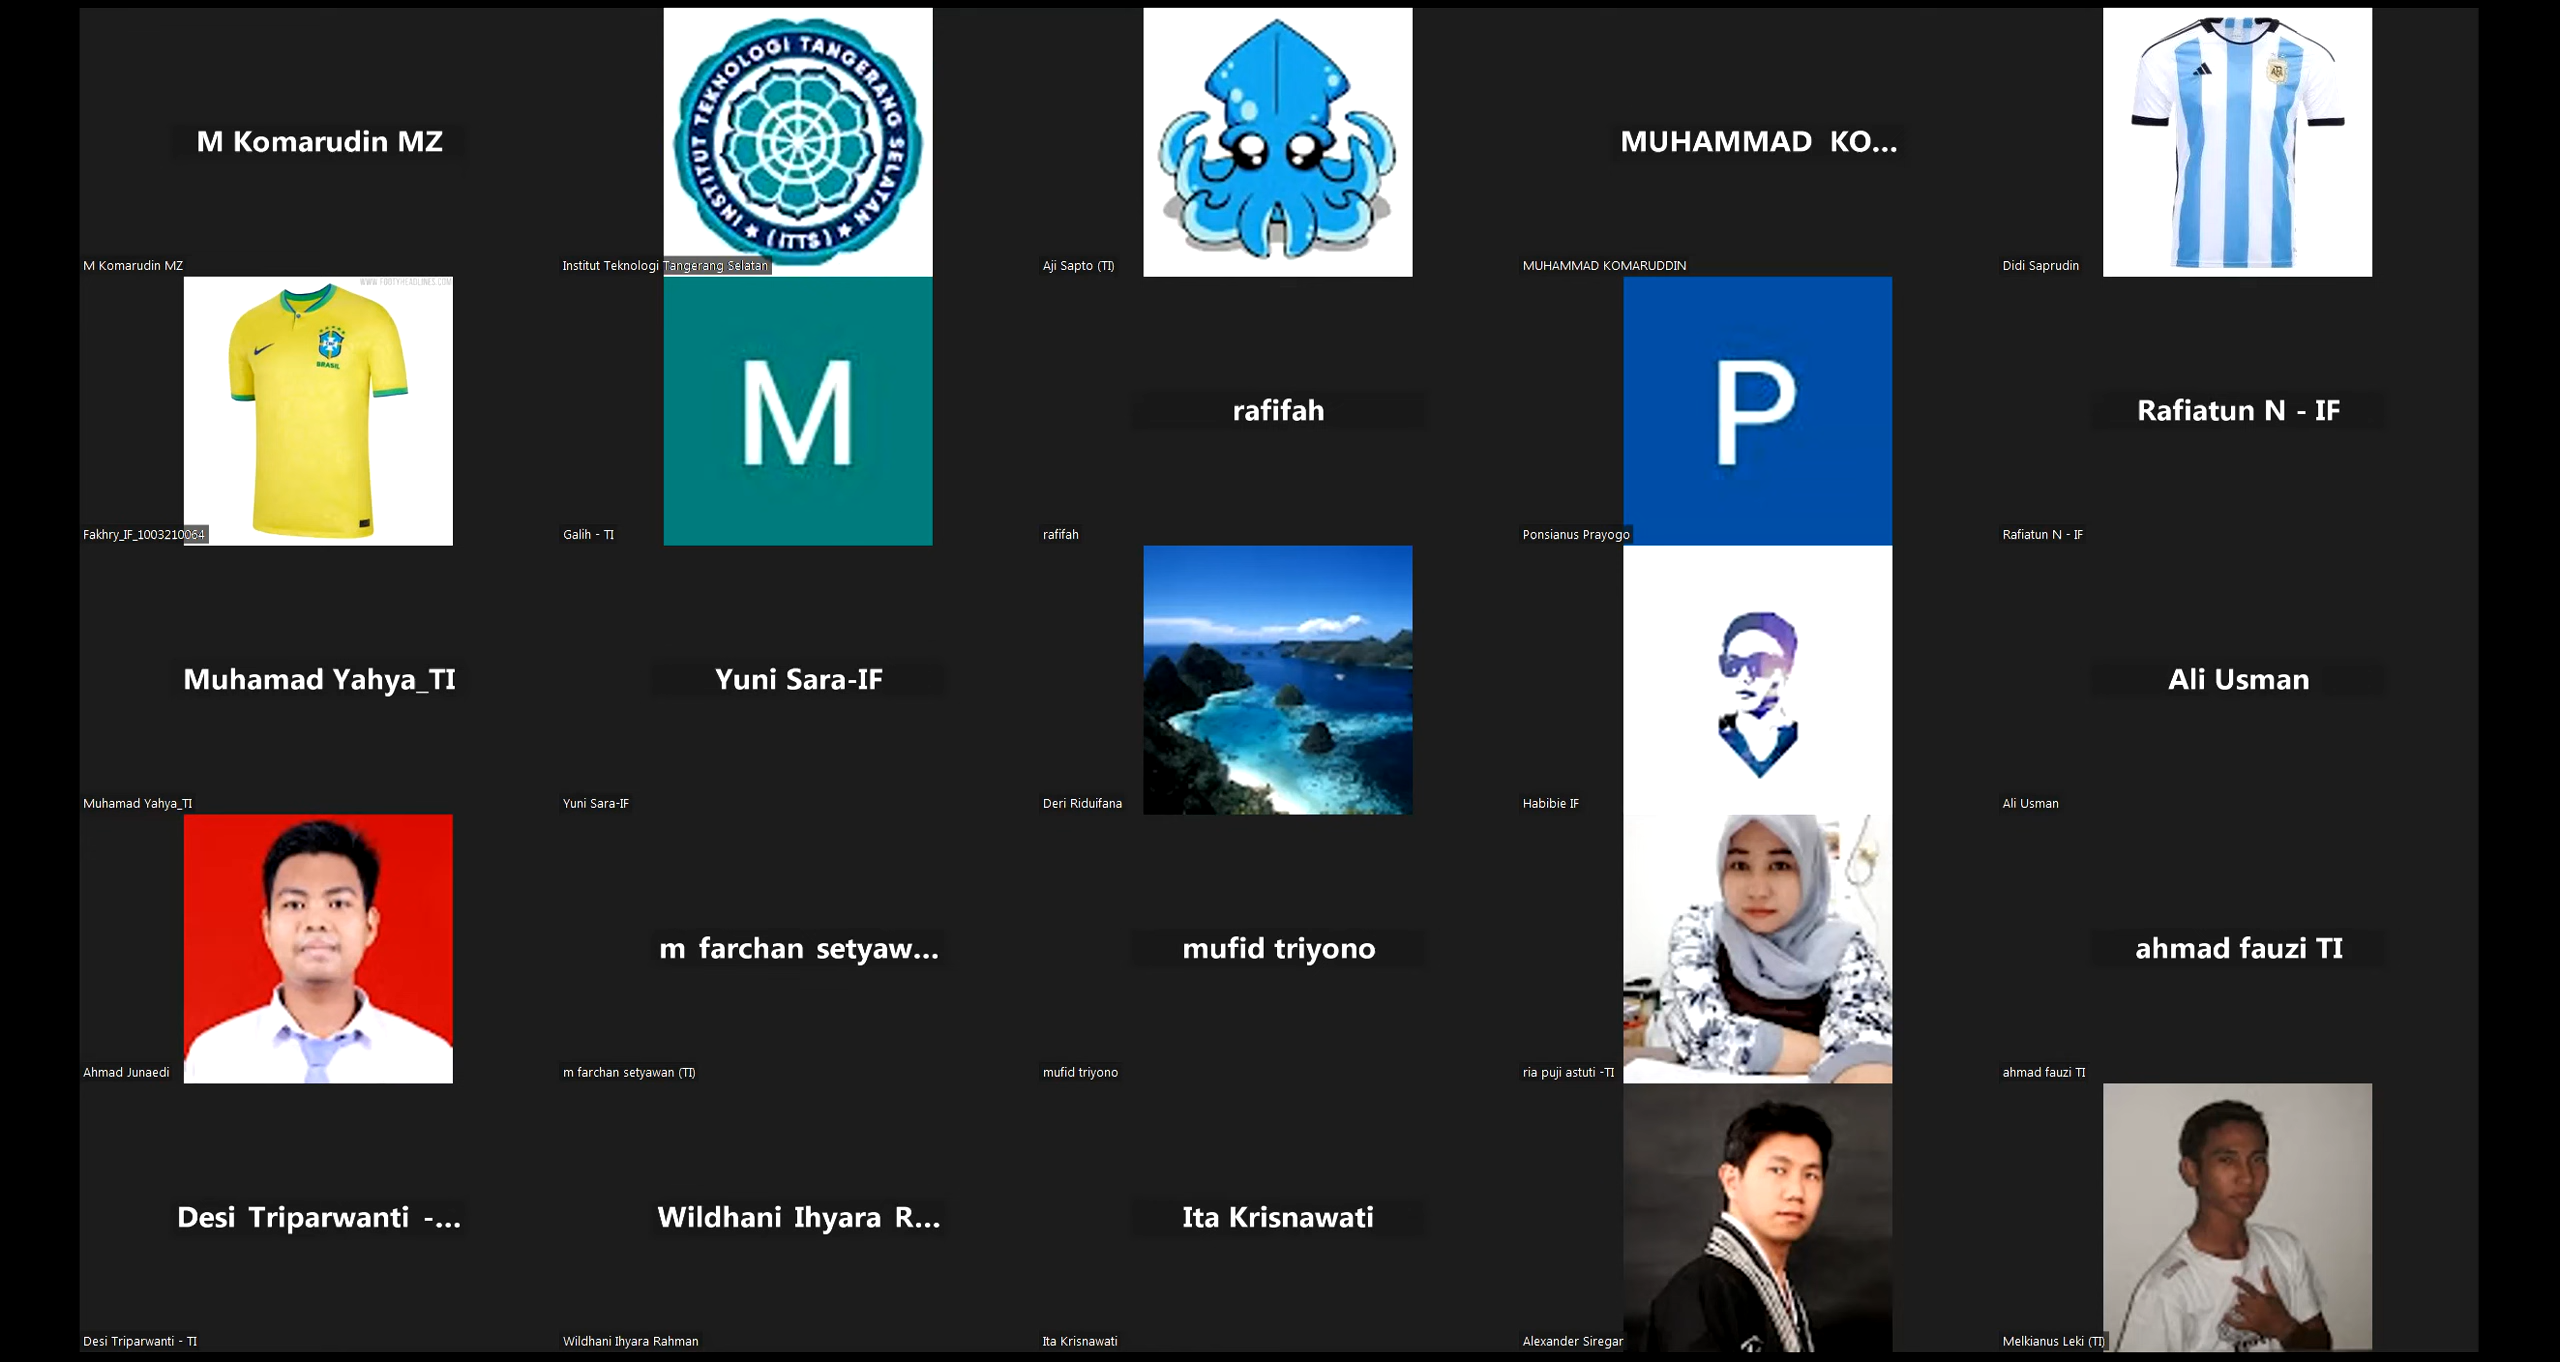 M Komarudin MZ
M Komarudin MZ
INSTITUT TEKNOLOGI TANGERANG SELATAN
(ITTS)
Institut Teknologi Tangerang Selatan
Aji Sapto (TI)
MUHAMMAD KO...
MUHAMMAD KOMARUDDIN
AFA
Didi Saprudin
WWW.FOOTYHEADLINES.COM
BRASIL
Fakhry_IF_1003210064
M
Galih - TI
rafifah
rafifah
P
Ponsianus Prayogo
Rafiatun N - IF
Rafiatun N - IF
Muhamad Yahya_TI
Muhamad Yahya_TI
Yuni Sara-IF
Yuni Sara-IF
Deri Riduifana
Habibie IF
Ali Usman
Ali Usman
Ahmad Junaedi
m farchan setyaw...
m farchan setyawan (TI)
mufid triyono
mufid triyono
ria puji astuti -TI
ahmad fauzi TI
ahmad fauzi TI
Desi Triparwanti -...
Desi Triparwanti - TI
Wildhani Ihyara R...
Wildhani Ihyara Rahman
Ita Krisnawati
Ita Krisnawati
Alexander Siregar
Melkianus Leki (TI)